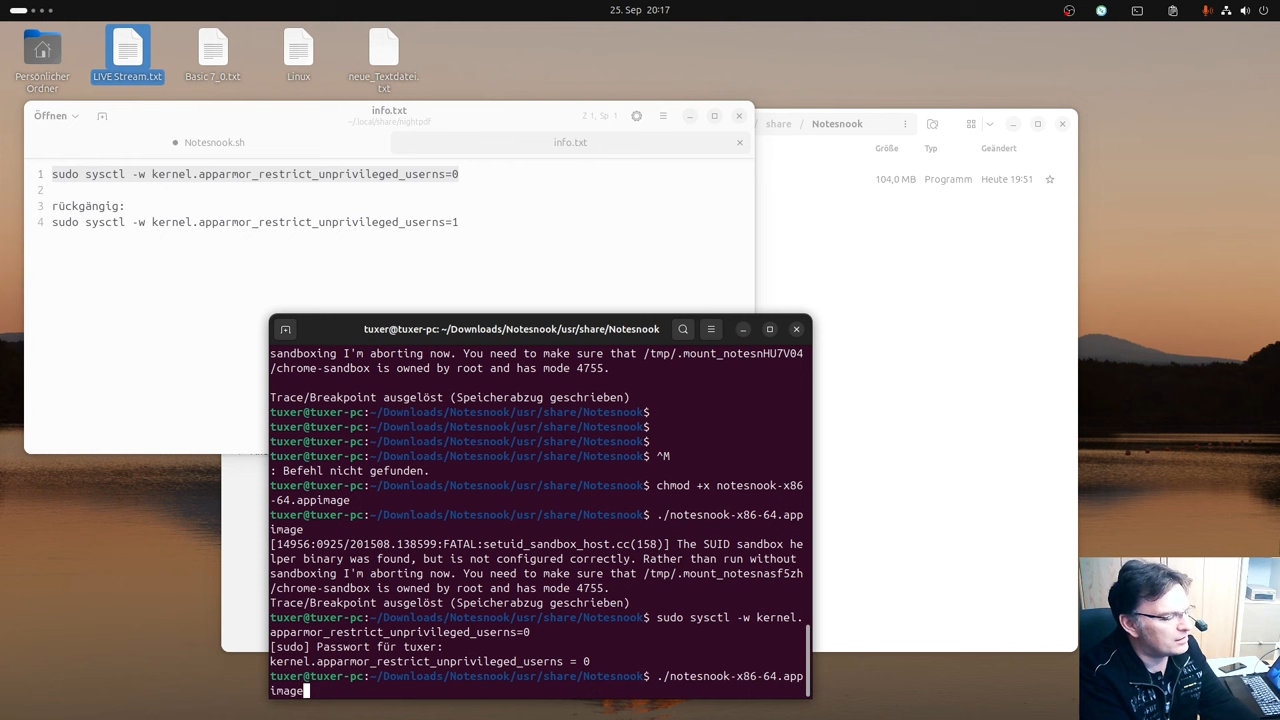 25. Sep 20:17
Persönlicher
Ordner
LIVE Stream.txt
Basic 7_0.txt
Linux
neue_Textdatei.
txt
Öffnen
info.txt
~/.local/share/nightpdf
Z 1, Sp 1
Notesnook.sh
info.txt
1 sudo sysctl -w kernel.apparmor_restrict_unprivileged_userns=0
2
3 rückgängig:
4 sudo sysctl -w kernel.apparmor_restrict_unprivileged_userns=1
/ share / Notesnook
Größe Typ Geändert
104,0 MB Programm Heute 19:51
tuxer@tuxer-pc: ~/Downloads/Notesnook/usr/share/Notesnook
sandboxing I'm aborting now. You need to make sure that /tmp/.mount_notesnHU7V04
/chrome-sandbox is owned by root and has mode 4755.
Trace/Breakpoint ausgelöst (Speicherabzug geschrieben)
tuxer@tuxer-pc:~/Downloads/Notesnook/usr/share/Notesnook$
tuxer@tuxer-pc:~/Downloads/Notesnook/usr/share/Notesnook$
tuxer@tuxer-pc:~/Downloads/Notesnook/usr/share/Notesnook$
tuxer@tuxer-pc:~/Downloads/Notesnook/usr/share/Notesnook$ ^M
: Befehl nicht gefunden.
tuxer@tuxer-pc:~/Downloads/Notesnook/usr/share/Notesnook$ chmod +x notesnook-x86
-64.appimage
tuxer@tuxer-pc:~/Downloads/Notesnook/usr/share/Notesnook$ ./notesnook-x86-64.app
image
[14956:0925/201508.138599:FATAL:setuid_sandbox_host.cc(158)] The SUID sandbox he
lper binary was found, but is not configured correctly. Rather than run without
sandboxing I'm aborting now. You need to make sure that /tmp/.mount_notesnasf5zh
/chrome-sandbox is owned by root and has mode 4755.
Trace/Breakpoint ausgelöst (Speicherabzug geschrieben)
tuxer@tuxer-pc:~/Downloads/Notesnook/usr/share/Notesnook$ sudo sysctl -w kernel.
apparmor_restrict_unprivileged_userns=0
[sudo] Passwort für tuxer:
kernel.apparmor_restrict_unprivileged_userns = 0
tuxer@tuxer-pc:~/Downloads/Notesnook/usr/share/Notesnook$ ./notesnook-x86-64.app
image